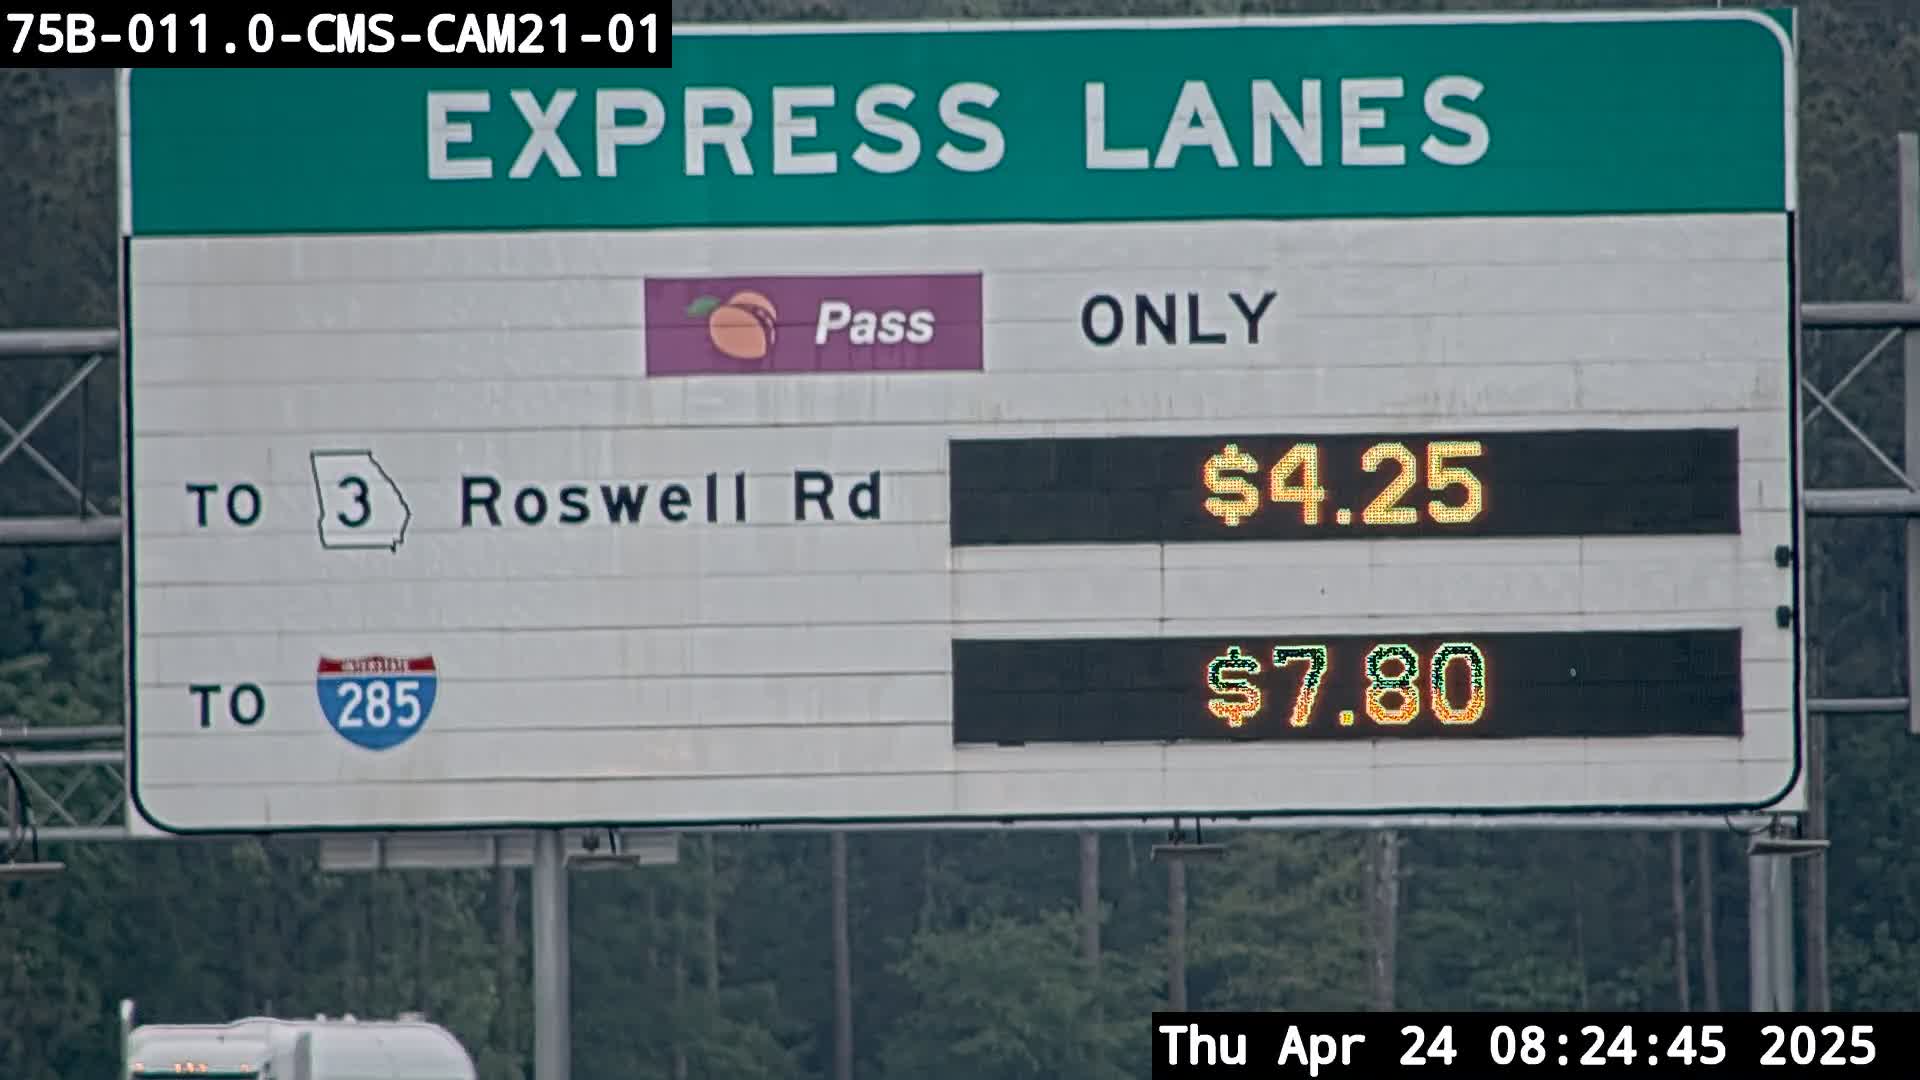 75B-011.0-CMS-CAM21-01
EXPRESS LANES
Pass ONLY
TO 3 Roswell Rd $4.25
INTERSTATE
TO 285 $7.80
Thu Apr 24 08:24:45 2025